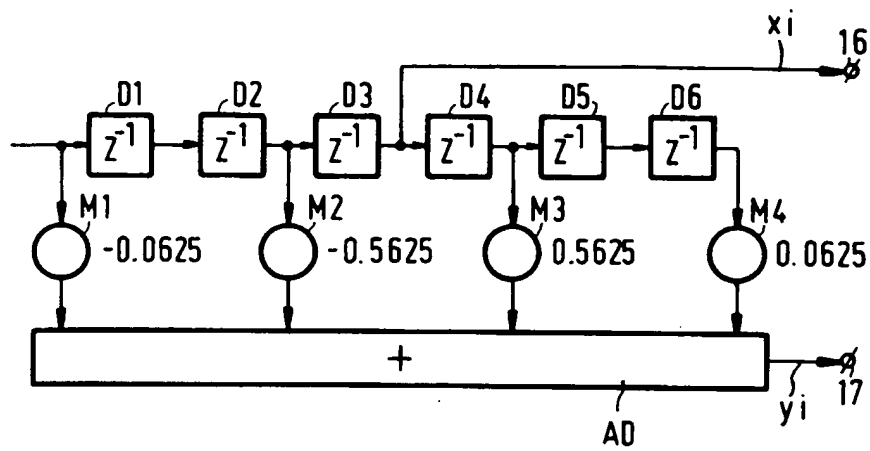 xi
16
D1 D2 D3 D4 D5 D6
z⁻¹ z⁻¹ z⁻¹ z⁻¹ z⁻¹ z⁻¹
M1 M2 M3 M4
-0.0625 -0.5625 0.5625 0.0625
+
yi
17
AD